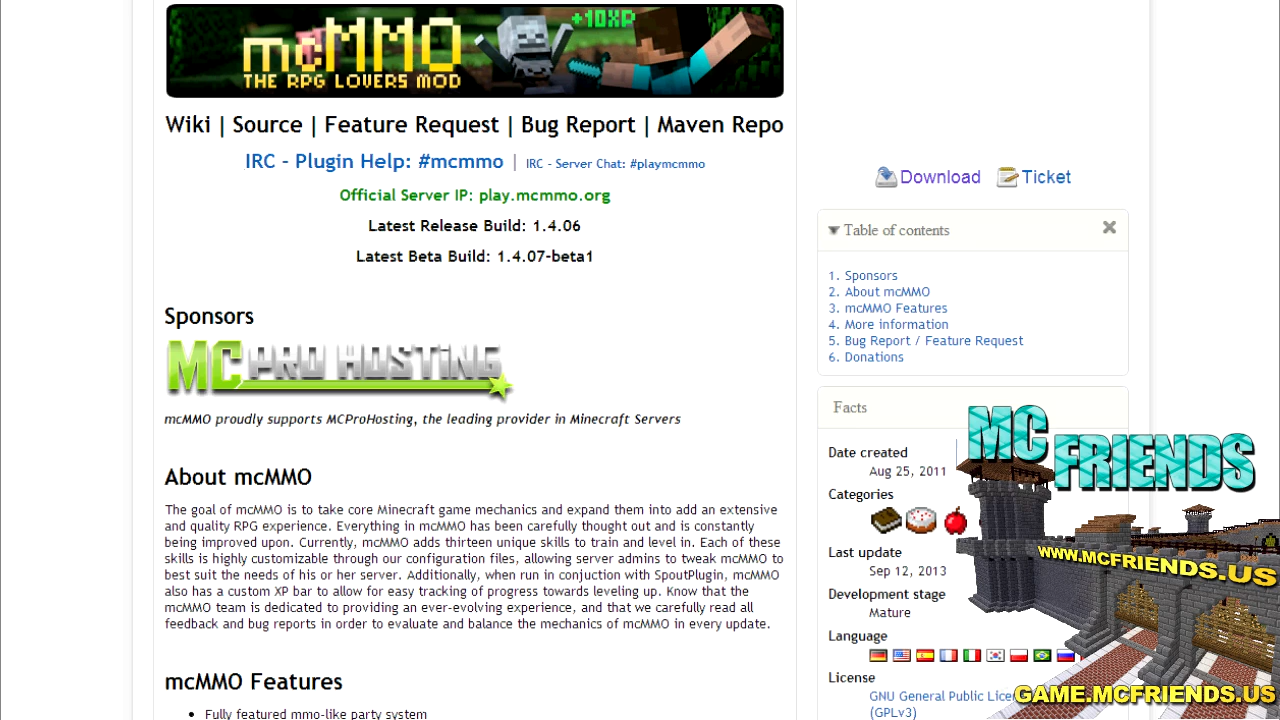 mcMMO
+10XP
THE RPG LOVERS MOD
Wiki | Source | Feature Request | Bug Report | Maven Repo
IRC - Plugin Help: #mcmmo | IRC - Server Chat: #playmcmmo
Official Server IP: play.mcmmo.org
Latest Release Build: 1.4.06
Latest Beta Build: 1.4.07-beta1
Sponsors
MC PRO HOSTiNG
mcMMO proudly supports MCProHosting, the leading provider in Minecraft Servers
About mcMMO
The goal of mcMMO is to take core Minecraft game mechanics and expand them into add an extensive
and quality RPG experience. Everything in mcMMO has been carefully thought out and is constantly
being improved upon. Currently, mcMMO adds thirteen unique skills to train and level in. Each of these
skills is highly customizable through our configuration files, allowing server admins to tweak mcMMO to
best suit the needs of his or her server. Additionally, when run in conjuction with SpoutPlugin, mcMMO
also has a custom XP bar to allow for easy tracking of progress towards leveling up. Know that the
mcMMO team is dedicated to providing an ever-evolving experience, and that we carefully read all
feedback and bug reports in order to evaluate and balance the mechanics of mcMMO in every update.
mcMMO Features
Fully featured mmo-like party system
Download Ticket
Table of contents
1. Sponsors
2. About mcMMO
3. mcMMO Features
4. More information
5. Bug Report / Feature Request
6. Donations
Facts
Date created
Aug 25, 2011
Categories
Last update
Sep 12, 2013
Development stage
Mature
Language
License
GNU General Public
(GPLv3)
MC
FRIENDS
WWW.MCFRIENDS.US
GAME.MCFRIENDS.US